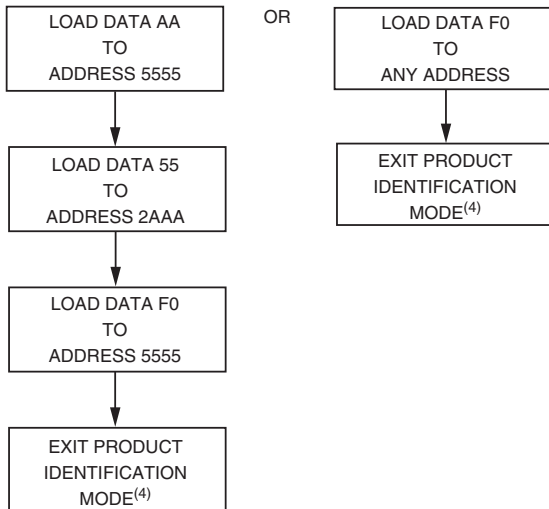 LOAD DATA AA
TO
ADDRESS 5555
LOAD DATA 55
TO
ADDRESS 2AAA
LOAD DATA F0
TO
ADDRESS 5555
EXIT PRODUCT
IDENTIFICATION
MODE(4)
OR
LOAD DATA F0
TO
ANY ADDRESS
EXIT PRODUCT
IDENTIFICATION
MODE(4)